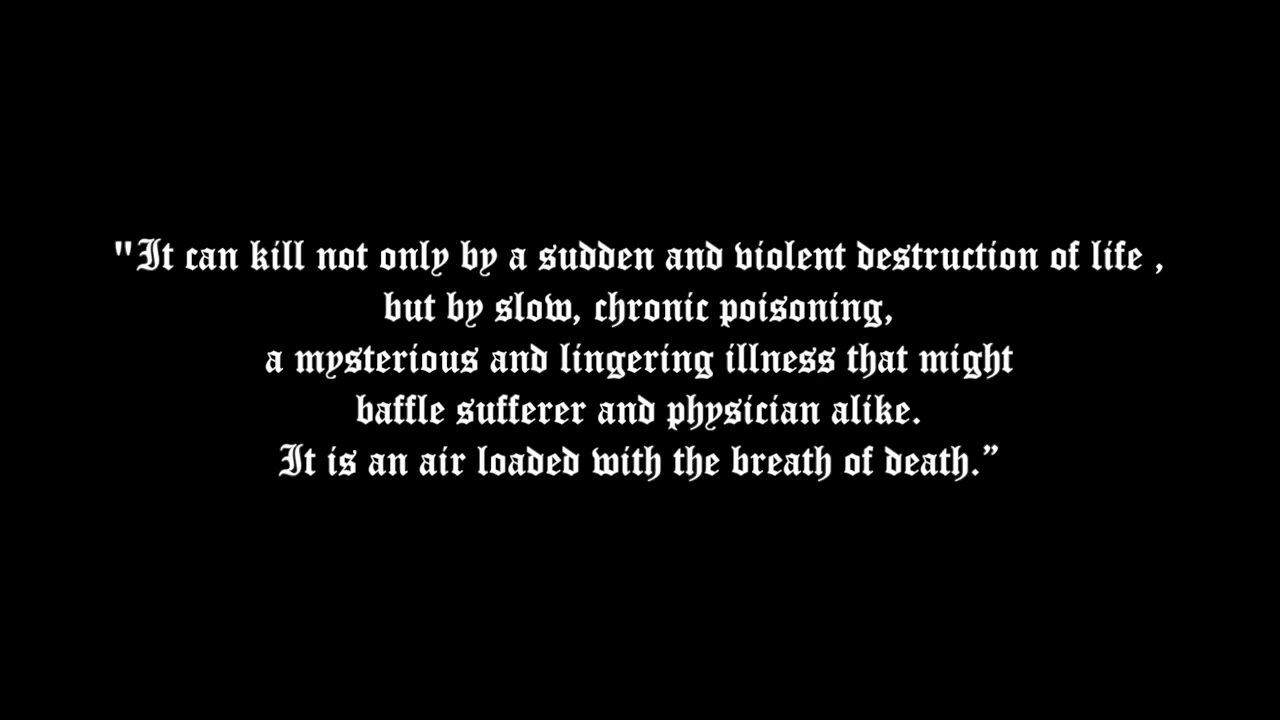 "It can kill not only by a sudden and violent destruction of life ,
but by slow, chronic poisoning,
a mysterious and lingering illness that might
baffle sufferer and physician alike.
It is an air loaded with the breath of death.”